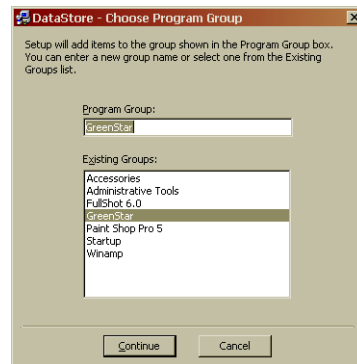 DataStore - Choose Program Group
Setup will add items to the group shown in the Program Group box.
You can enter a new group name or select one from the Existing
Groups list.
Program Group:
GreenStar
Existing Groups:
Accessories
Administrative Tools
FullShot 6.0
GreenStar
Paint Shop Pro 5
Startup
Winamp
Continue
Cancel